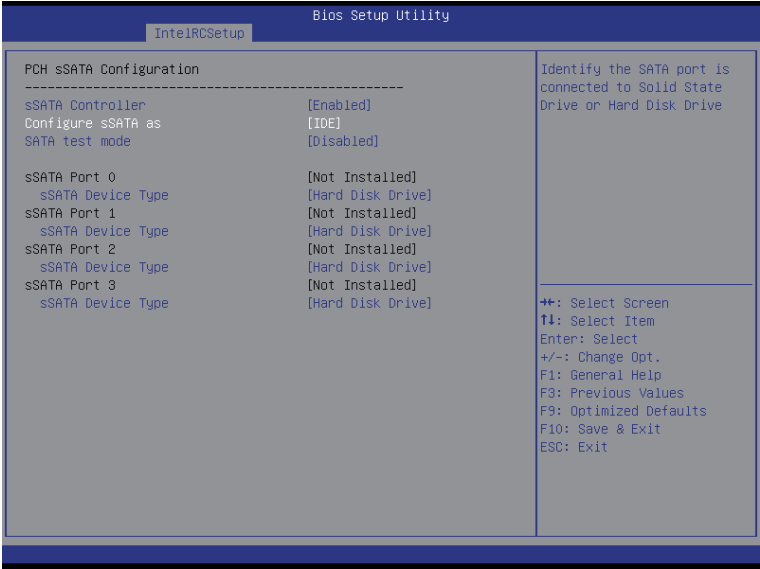 Bios Setup Utility
IntelRCSetup
PCH sSATA Configuration
--------------------------------------------------
sSATA Controller [Enabled]
Configure sSATA as [IDE]
SATA test mode [Disabled]
sSATA Port 0 [Not Installed]
sSATA Device Type [Hard Disk Drive]
sSATA Port 1 [Not Installed]
sSATA Device Type [Hard Disk Drive]
sSATA Port 2 [Not Installed]
sSATA Device Type [Hard Disk Drive]
sSATA Port 3 [Not Installed]
sSATA Device Type [Hard Disk Drive]
Identify the SATA port is
connected to Solid State
Drive or Hard Disk Drive
→←: Select Screen
↑↓: Select Item
Enter: Select
+/-: Change Opt.
F1: General Help
F3: Previous Values
F9: Optimized Defaults
F10: Save & Exit
ESC: Exit